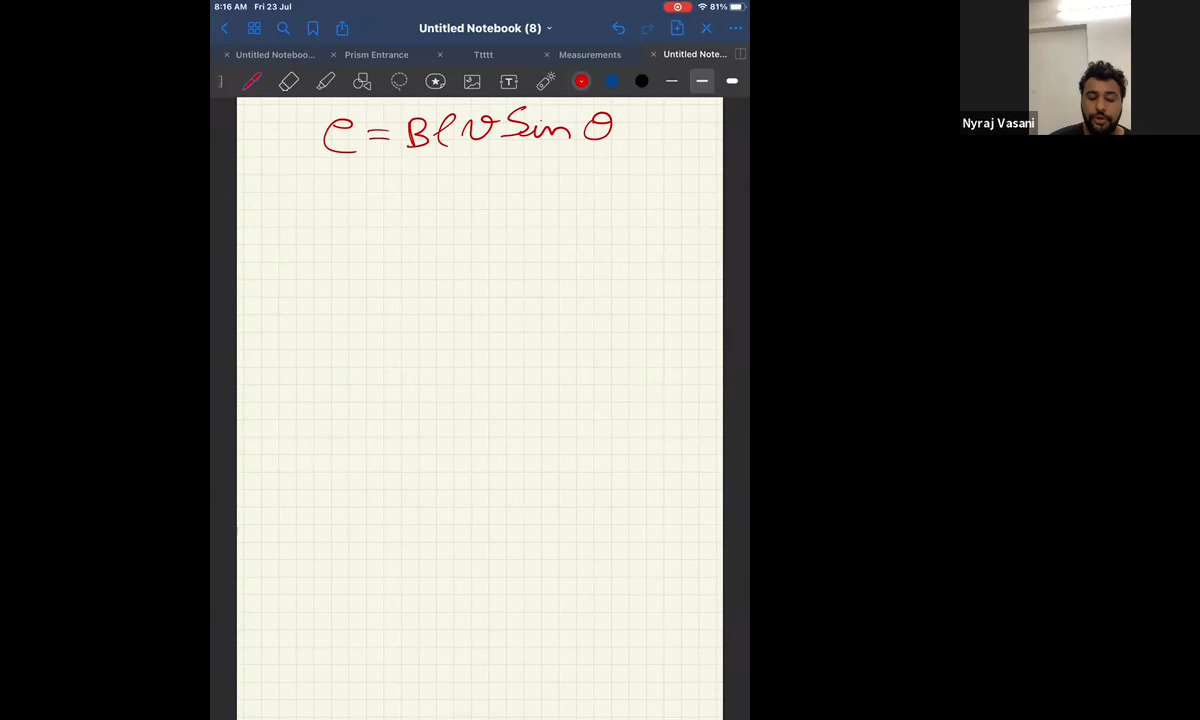 8:16 AM Fri 23 Jul
81%
Untitled Notebook (8)
Untitled Noteboo...
Prism Entrance
Ttttt
Measurements
Untitled Note...
e = Blv Sin θ
Nyraj Vasani